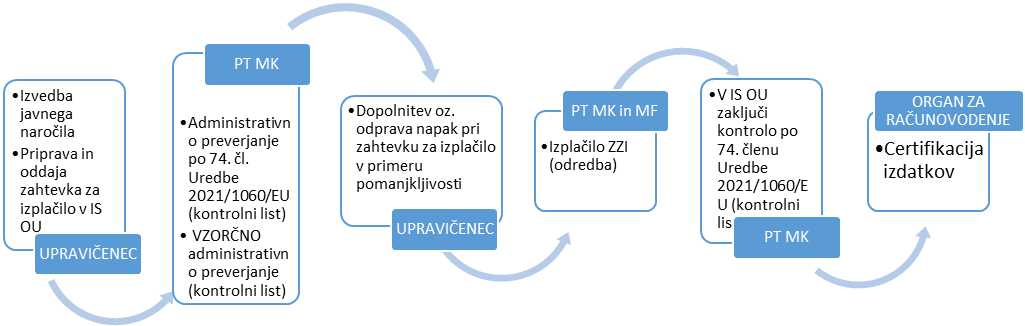 •Izvedba
javnega
naročila
•Priprava in
oddaja
zahtevka za
izplačilo v IS
OU
UPRAVIČENEC
PT MK
•Administrativn
o preverjanje
po 74. čl.
Uredbe
2021/1060/EU
(kontrolni list)
• VZORČNO
administrativn
o preverjanje
(kontrolni list)
•Dopolnitev oz.
odprava napak pri
zahtevku za izplačilo
v primeru
pomanjkljivosti
UPRAVIČENEC
PT MK in MF
•Izplačilo ZZI
(odredba)
•V IS OU
zaključi
kontrolo po
74. členu
Uredbe
2021/1060/E
U (kontrolni
lis
PT MK
ORGAN ZA
RAČUNOVODENJE
•Certifikacija
izdatkov